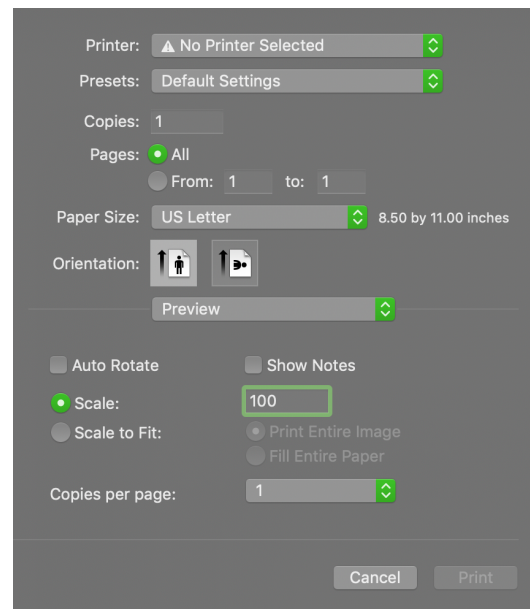 Printer: No Printer Selected
Presets: Default Settings
Copies: 1
Pages: All
From: 1 to: 1
Paper Size: US Letter 8.50 by 11.00 inches
Orientation:
Preview
Auto Rotate Show Notes
Scale: 100
Scale to Fit: Print Entire Image
Fill Entire Paper
Copies per page: 1
Cancel Print